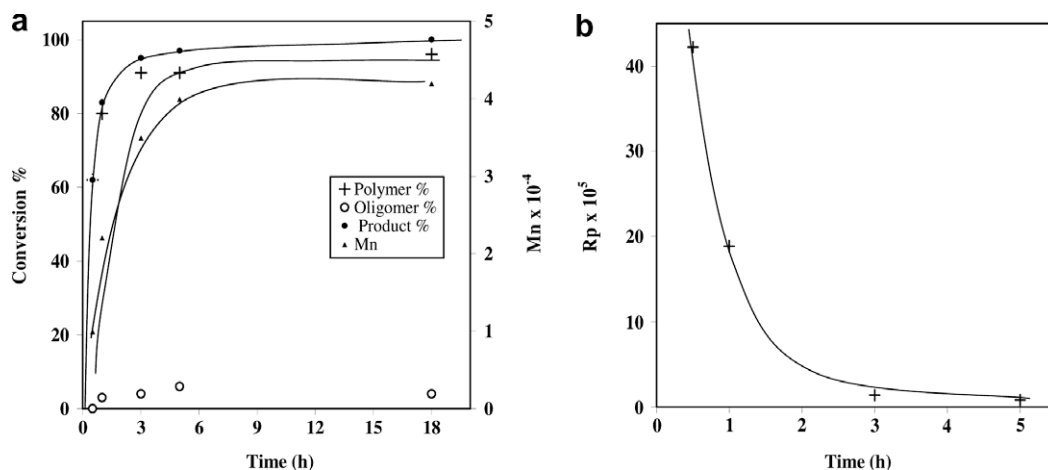 a
100
80
60
40
20
0
Conversion %
0
3
6
9
12
15
18
Time (h)
5
4
3
2
1
0
Mn x 10⁻⁴
Polymer %
Oligomer %
Product %
Mn
b
40
30
20
10
0
Rp x 10⁵
0
1
2
3
4
5
Time (h)